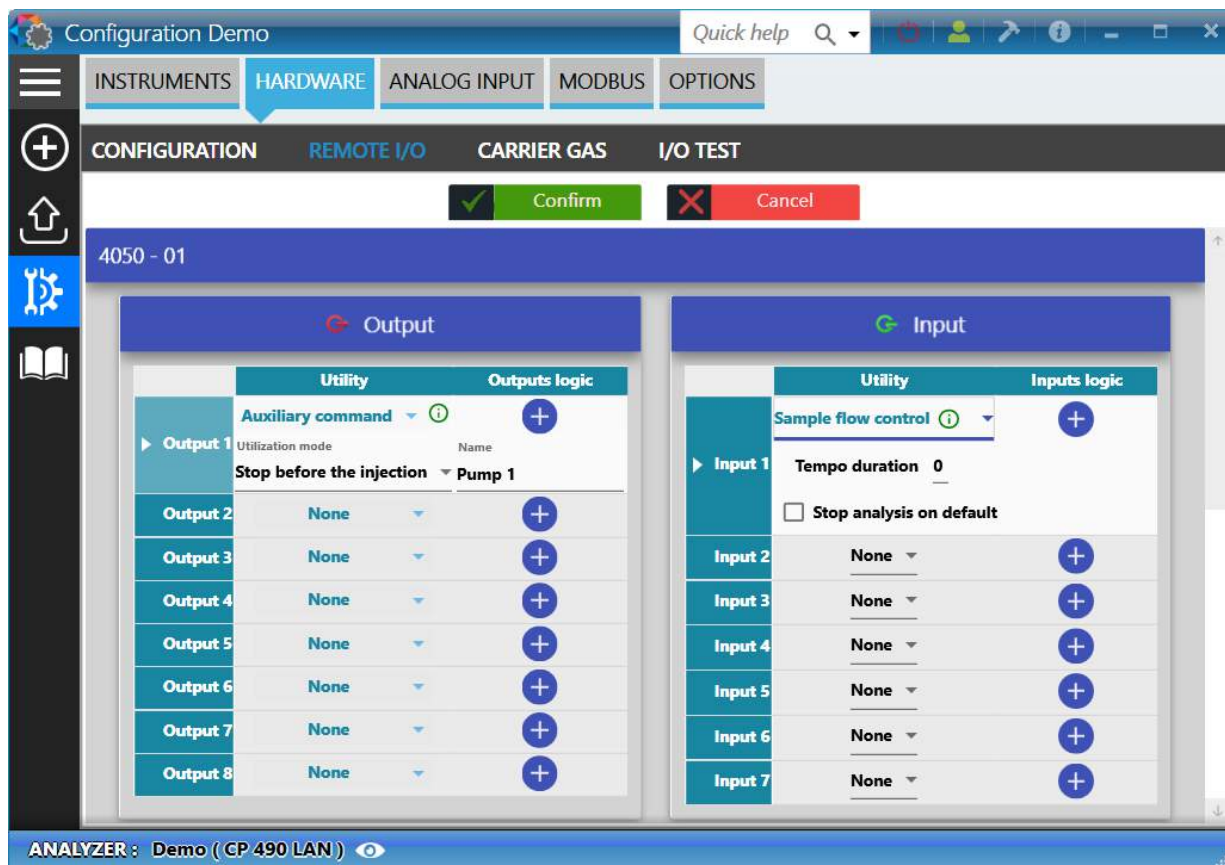 Configuration Demo
Quick help
INSTRUMENTS HARDWARE ANALOG INPUT MODBUS OPTIONS
CONFIGURATION REMOTE I/O CARRIER GAS I/O TEST
Confirm Cancel
4050 - 01
Output
Utility Outputs logic
Output 1 Auxiliary command
Utilization mode Name
Stop before the injection Pump 1
Output 2 None
Output 3 None
Output 4 None
Output 5 None
Output 6 None
Output 7 None
Output 8 None
Input
Utility Inputs logic
Sample flow control
Input 1 Tempo duration 0
Stop analysis on default
Input 2 None
Input 3 None
Input 4 None
Input 5 None
Input 6 None
Input 7 None
ANALYZER : Demo ( CP 490 LAN )